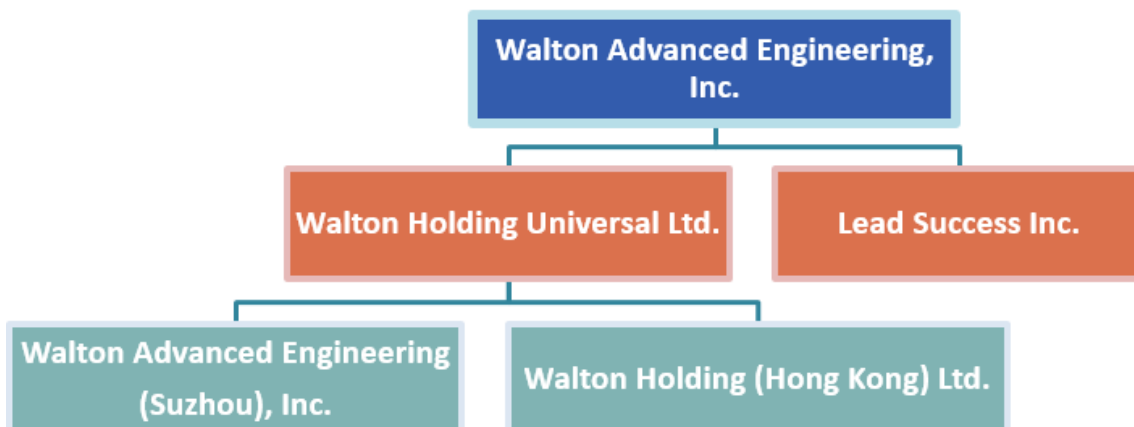 Walton Advanced Engineering,
Inc.
Walton Holding Universal Ltd.
Lead Success Inc.
Walton Advanced Engineering
(Suzhou), Inc.
Walton Holding (Hong Kong) Ltd.